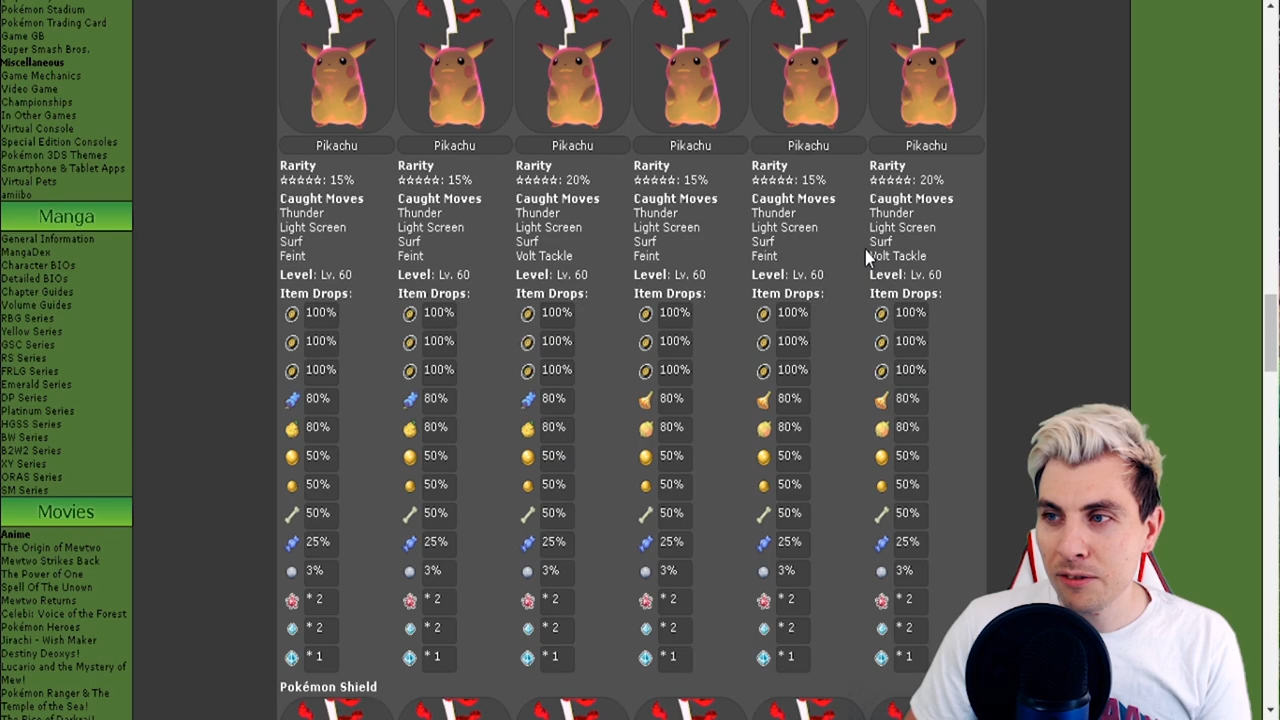 Pokémon Stadium
Pokémon Trading Card
Game GB
Super Smash Bros.
Miscellaneous
Game Mechanics
Video Game
Championships
In Other Games
Virtual Console
Special Edition Consoles
Pokémon 3DS Themes
Smartphone & Tablet Apps
Virtual Pets
amiibo
Manga
General Information
MangaDex
Character BIOs
Detailed BIOs
Chapter Guides
Volume Guides
RBG Series
Yellow Series
GSC Series
RS Series
FRLG Series
Emerald Series
DP Series
Platinum Series
HGSS Series
BW Series
B2W2 Series
XY Series
ORAS Series
SM Series
Movies
Anime
The Origin of Mewtwo
Mewtwo Strikes Back
The Power of One
Spell Of The Unown
Mewtwo Returns
Celebi: Voice of the Forest
Pokémon Heroes
Jirachi - Wish Maker
Destiny Deoxys!
Lucario and the Mystery of
Mew!
Pokémon Ranger & The
Temple of the Sea!
The Rise of Darkrai!
Pikachu Pikachu Pikachu Pikachu Pikachu Pikachu
Rarity Rarity Rarity Rarity Rarity Rarity
☆☆☆☆☆: 15% ☆☆☆☆☆: 15% ☆☆☆☆☆: 20% ☆☆☆☆☆: 15% ☆☆☆☆☆: 15% ☆☆☆☆☆: 20%
Caught Moves Caught Moves Caught Moves Caught Moves Caught Moves Caught Moves
Thunder Thunder Thunder Thunder Thunder Thunder
Light Screen Light Screen Light Screen Light Screen Light Screen Light Screen
Surf Surf Surf Surf Surf Surf
Feint Feint Volt Tackle Feint Feint Volt Tackle
Level: Lv. 60 Level: Lv. 60 Level: Lv. 60 Level: Lv. 60 Level: Lv. 60 Level: Lv. 60
Item Drops: Item Drops: Item Drops: Item Drops: Item Drops: Item Drops:
100% 100% 100% 100% 100% 100%
100% 100% 100% 100% 100% 100%
100% 100% 100% 100% 100% 100%
80% 80% 80% 80% 80% 80%
80% 80% 80% 80% 80% 80%
50% 50% 50% 50% 50% 50%
50% 50% 50% 50% 50% 50%
50% 50% 50% 50% 50% 50%
25% 25% 25% 25% 25% 25%
3% 3% 3% 3% 3% 3%
* 2 * 2 * 2 * 2 * 2 * 2
* 2 * 2 * 2 * 2 * 2 * 2
* 1 * 1 * 1 * 1 * 1 * 1
Pokémon Shield